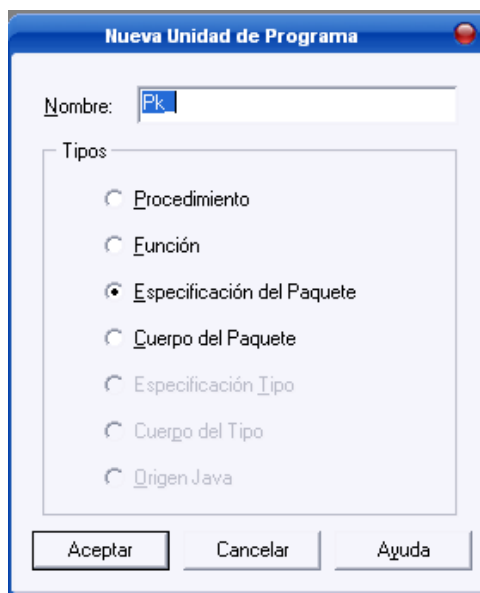 Nueva Unidad de Programa
Nombre: Pk_
Tipos
Procedimiento
Función
Especificación del Paquete
Cuerpo del Paquete
Especificación Tipo
Cuerpo del Tipo
Origen Java
Aceptar Cancelar Ayuda